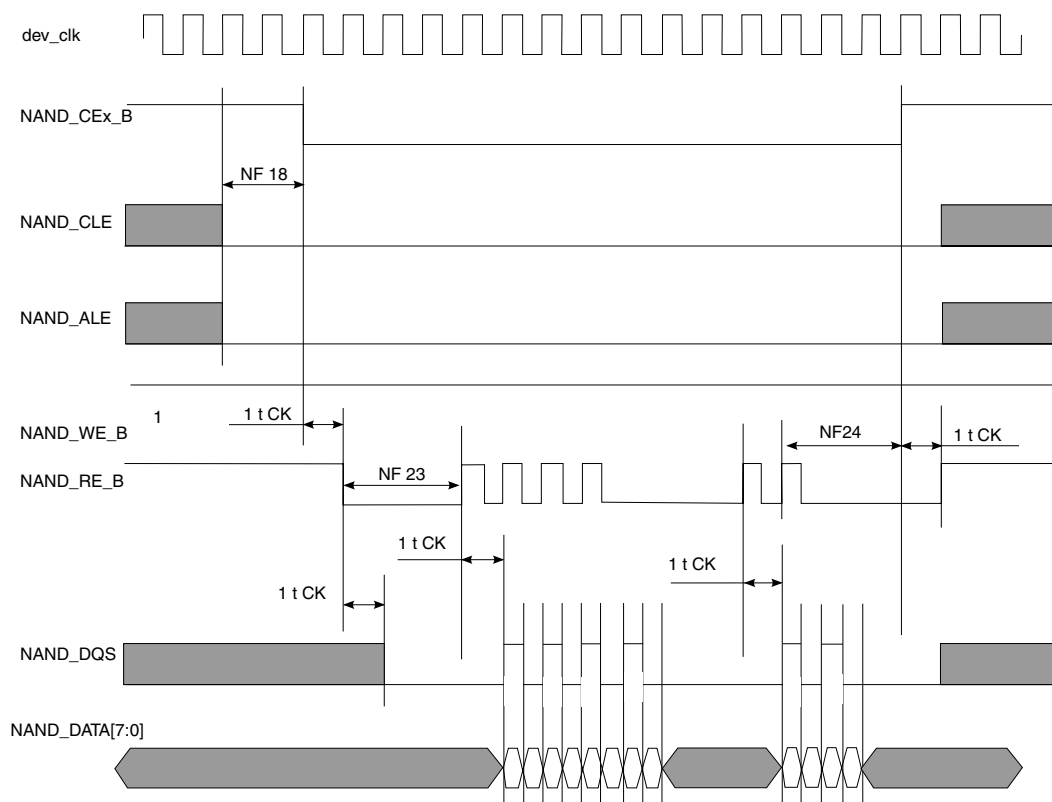 dev_clk
NAND_CEx_B
NF 18
NAND_CLE
NAND_ALE
1
1 t CK
NAND_WE_B
NF24
1 t CK
NAND_RE_B
NF 23
1 t CK
1 t CK
1 t CK
NAND_DQS
NAND_DATA[7:0]